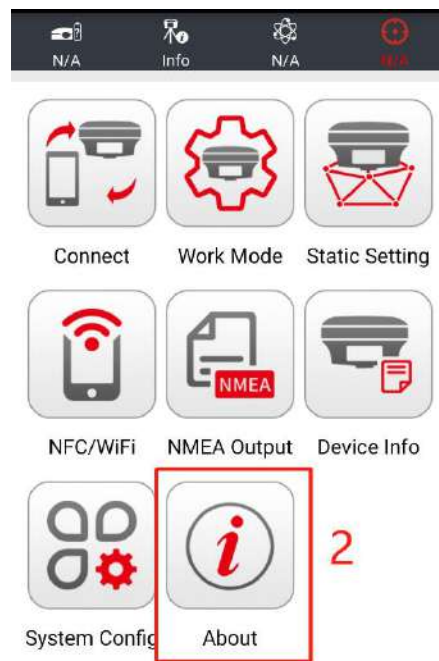 N/A Info N/A N/A
Connect Work Mode Static Setting
NMEA
NFC/WiFi NMEA Output Device Info
i
2
System Config About